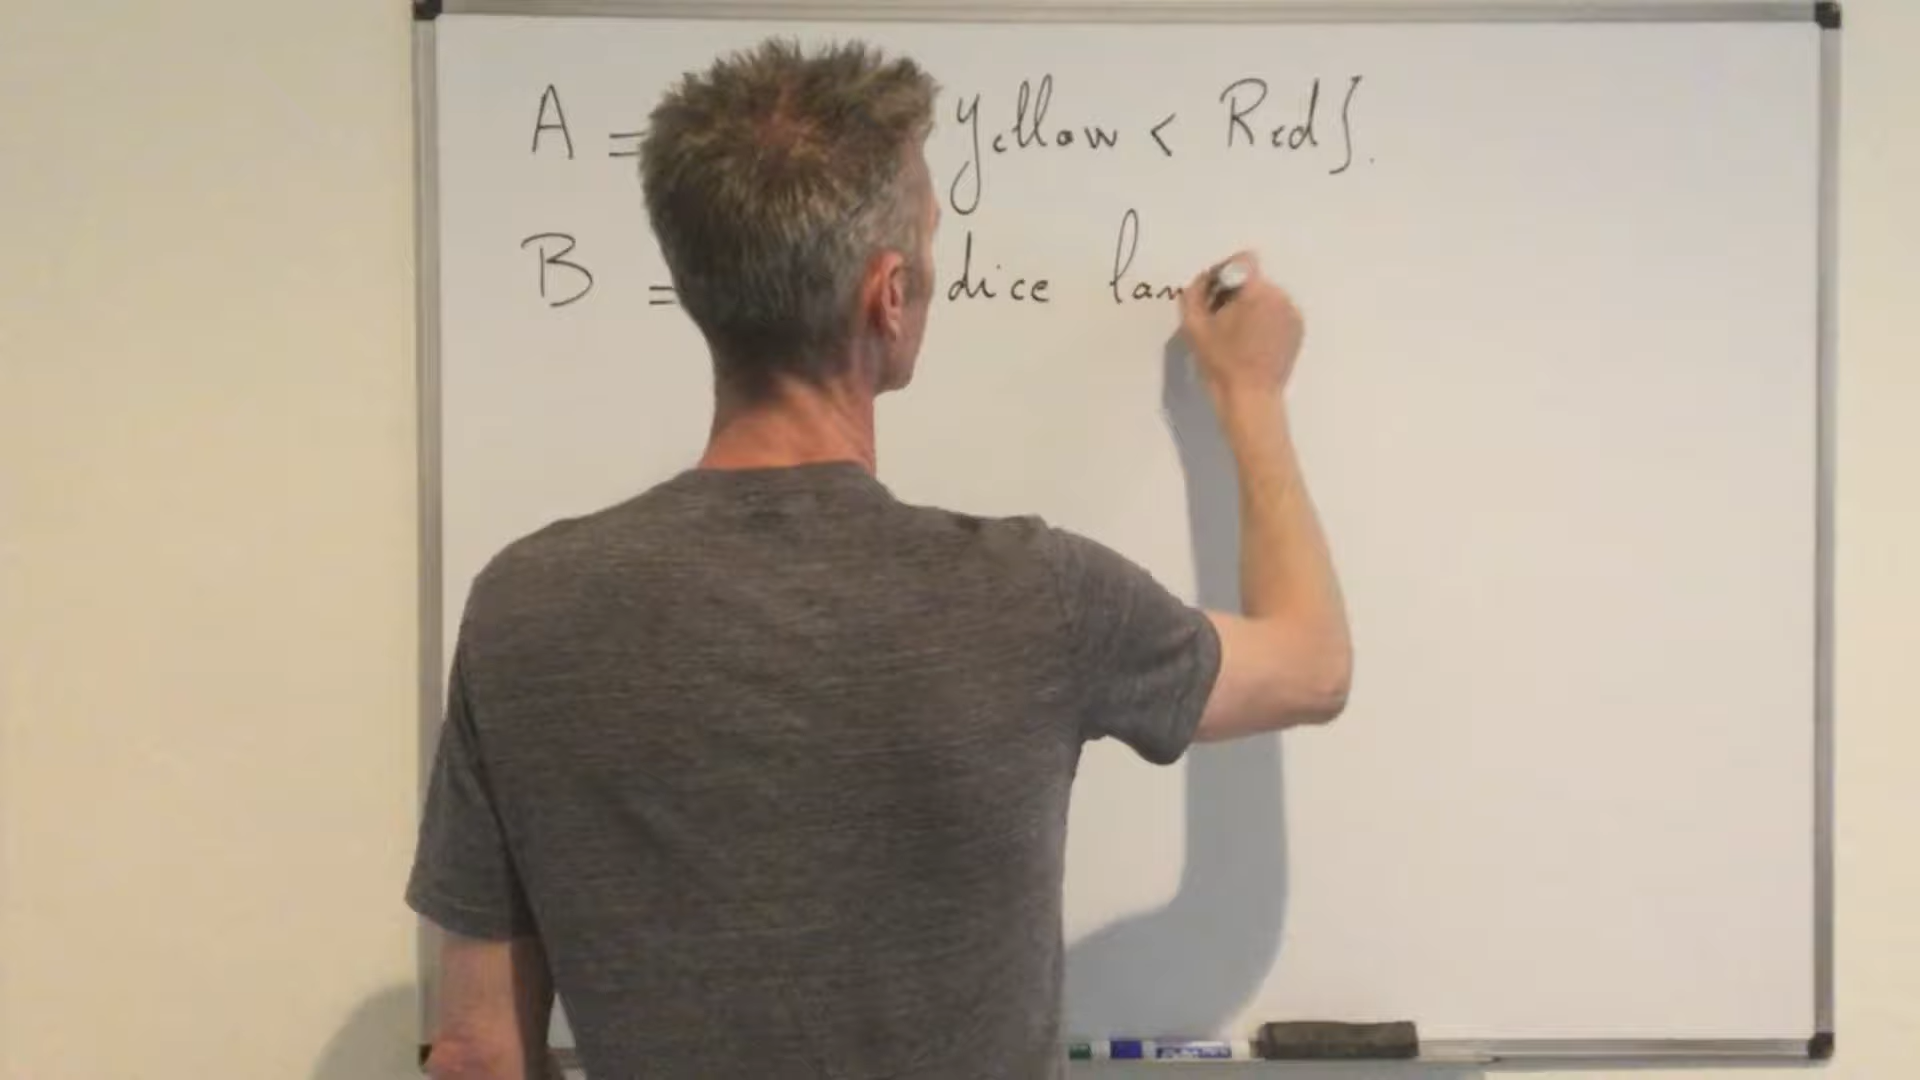 A = Yellow < Red}.
B = dice lan